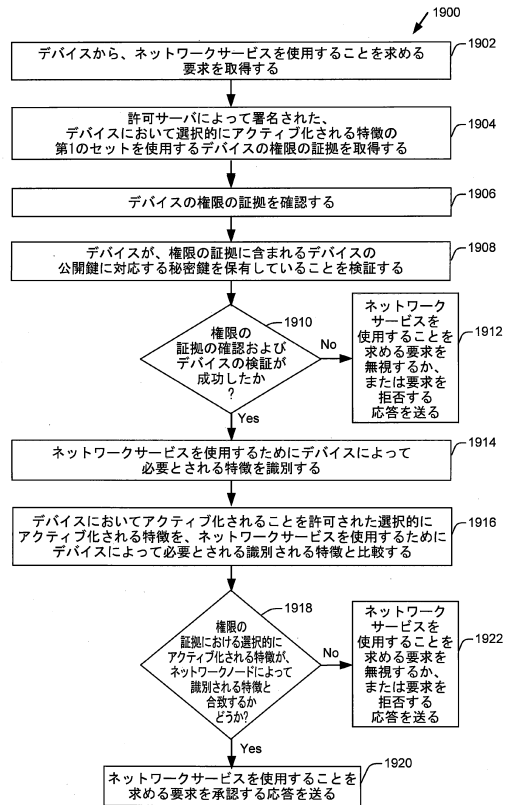 1900
デバイスから、ネットワークサービスを使用することを求める
要求を取得する
1902
許可サーバによって署名された、
デバイスにおいて選択的にアクティブ化される特徴の
第1のセットを使用するデバイスの権限の証拠を取得する
1904
デバイスの権限の証拠を確認する
1906
デバイスが、権限の証拠に含まれるデバイスの
公開鍵に対応する秘密鍵を保有していることを検証する
1908
権限の
証拠の確認および
デバイスの検証が
成功したか
?
1910
No
ネットワーク
サービスを
使用することを
求める要求を
無視するか、
または要求を
拒否する
応答を送る
1912
Yes
ネットワークサービスを使用するためにデバイスによって
必要とされる特徴を識別する
1914
デバイスにおいてアクティブ化されることを許可された選択的に
アクティブ化される特徴を、ネットワークサービスを使用するために
デバイスによって必要とされる識別される特徴と比較する
1916
権限の
証拠における選択的に
アクティブ化される特徴が、
ネットワークノードによって
識別される特徴と
合致するか
どうか?
1918
No
ネットワーク
サービスを
使用することを
求める要求を
無視するか、
または要求を
拒否する
応答を送る
1922
Yes
ネットワークサービスを使用することを
求める要求を承認する応答を送る
1920